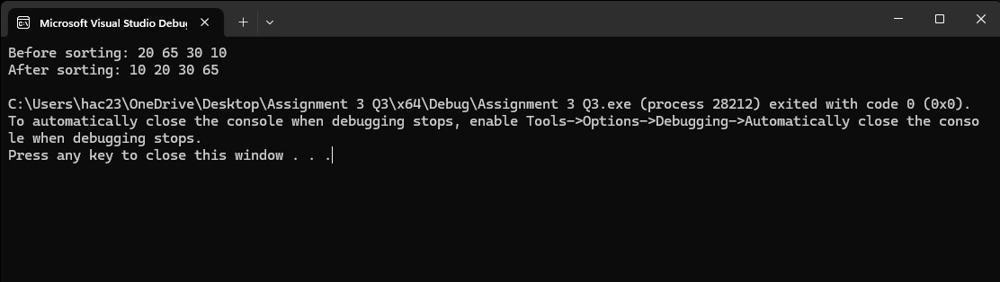 Microsoft Visual Studio Debug
Before sorting: 20 65 30 10
After sorting: 10 20 30 65
C:\Users\hac23\OneDrive\Desktop\Assignment 3 Q3\x64\Debug\Assignment 3 Q3.exe (process 28212) exited with code 0 (0x0).
To automatically close the console when debugging stops, enable Tools->Options->Debugging->Automatically close the conso
le when debugging stops.
Press any key to close this window . . .